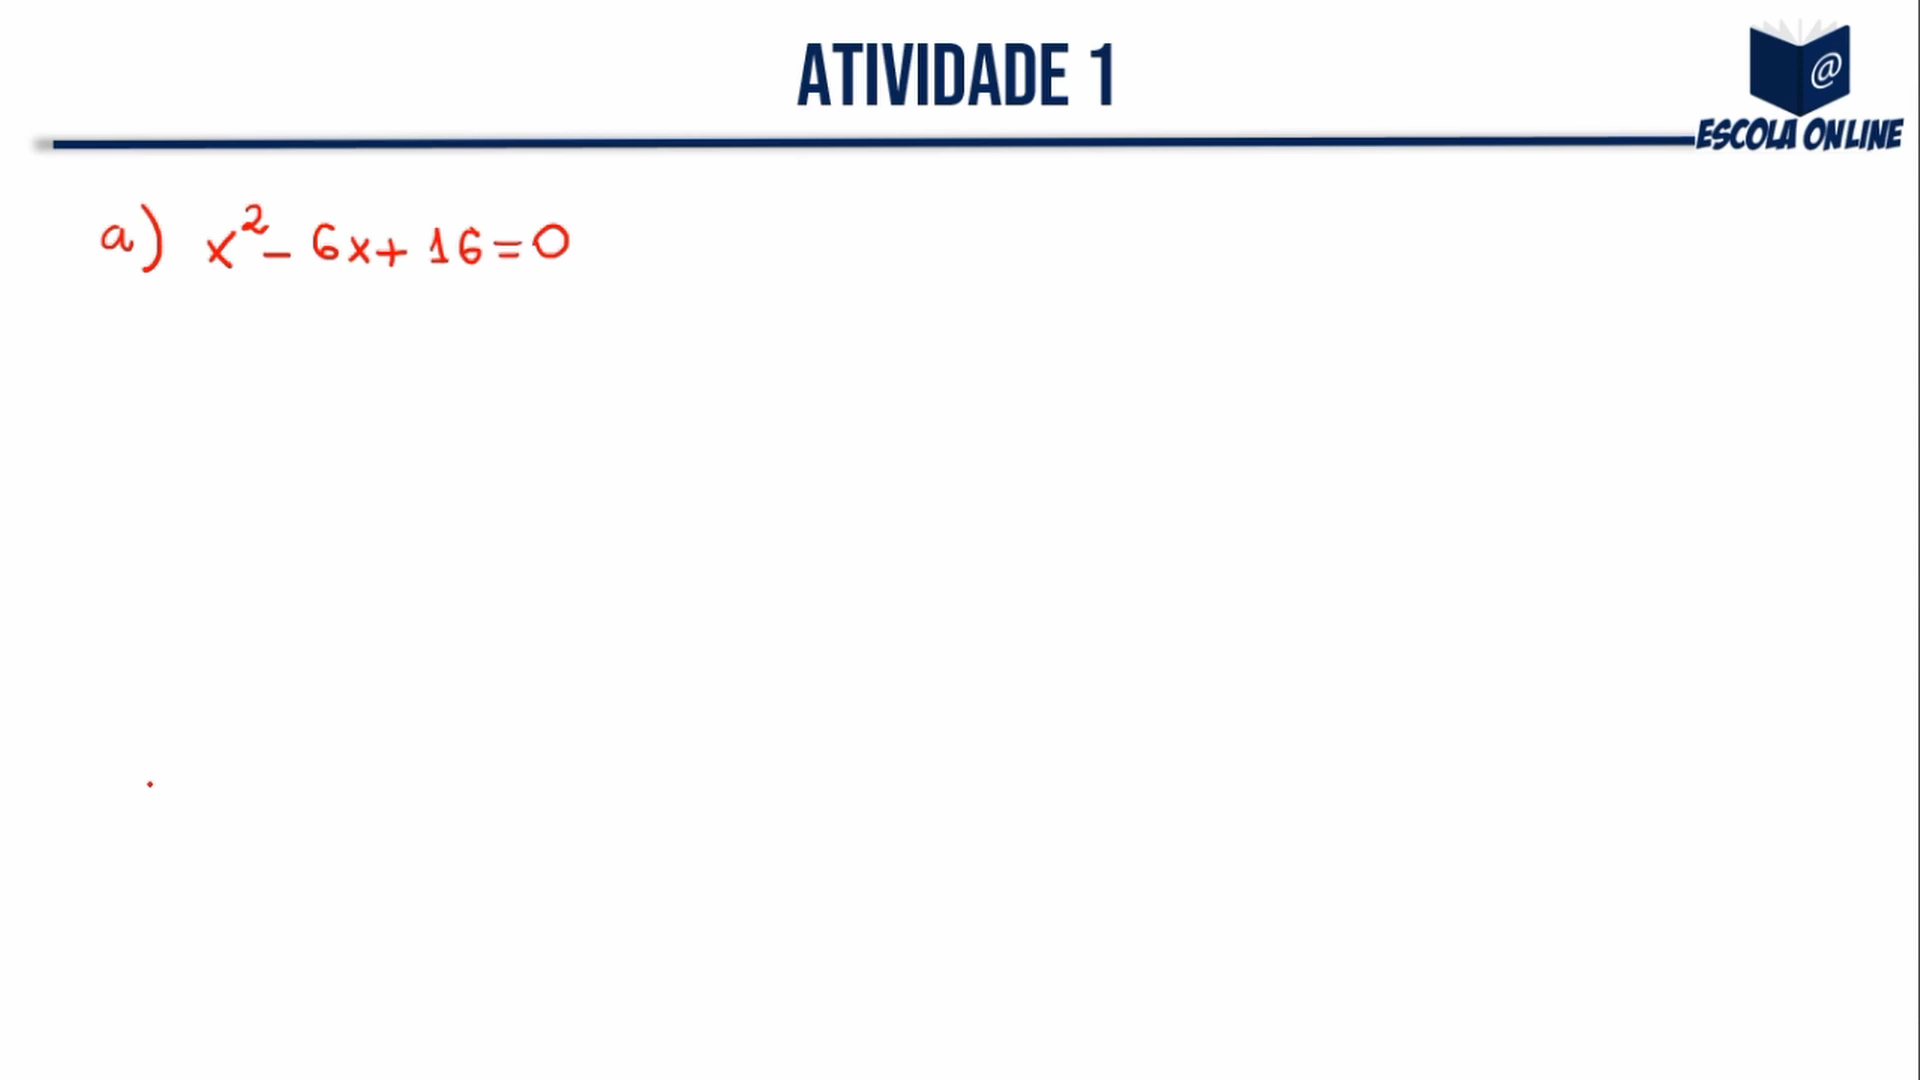 ATIVIDADE 1
@
ESCOLA ONLINE
a) x² - 6x + 16 = 0